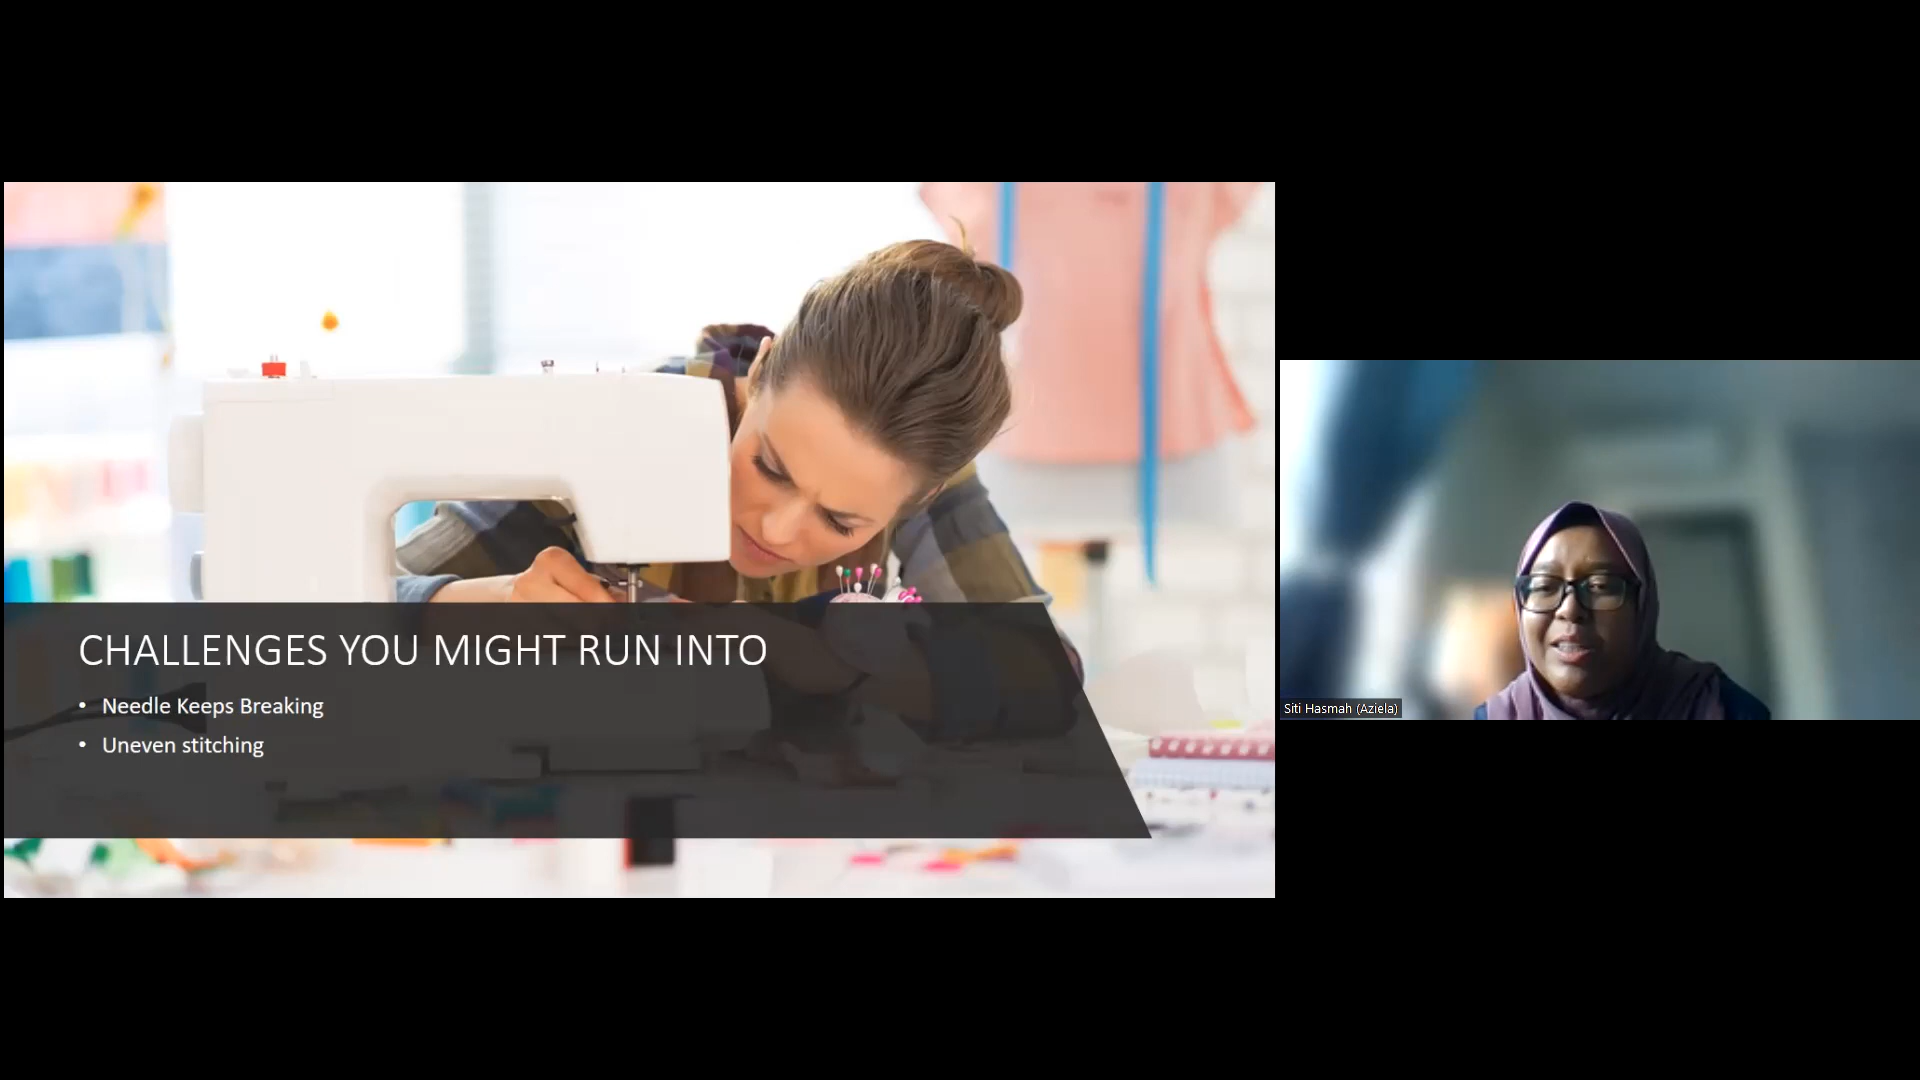 CHALLENGES YOU MIGHT RUN INTO
• Needle Keeps Breaking
• Uneven stitching
Siti Hasmah (Aziela)